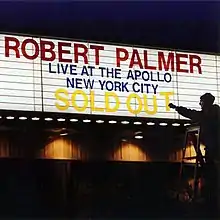 ROBERT PALMER
LIVE AT THE APOLLO
NEW YORK CITY
SOLD OUT